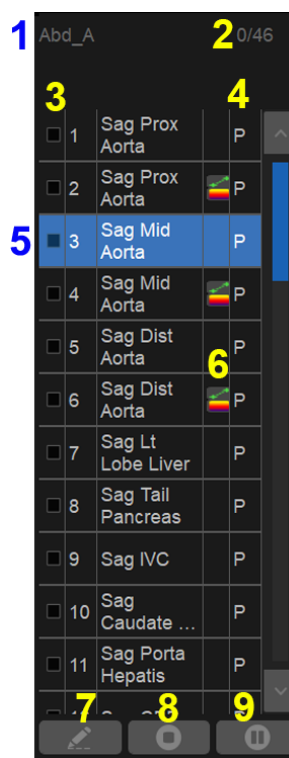 1 Abd_A 2 0/46
3 4
1 Sag Prox P
Aorta
2 Sag Prox P
Aorta
5 3 Sag Mid P
Aorta
4 Sag Mid P
Aorta
5 Sag Dist P
Aorta
6
6 Sag Dist P
Aorta
7 Sag Lt P
Lobe Liver
8 Sag Tail P
Pancreas
9 Sag IVC P
10 Sag P
Caudate ...
11 Sag Porta P
Hepatis
7 8 9